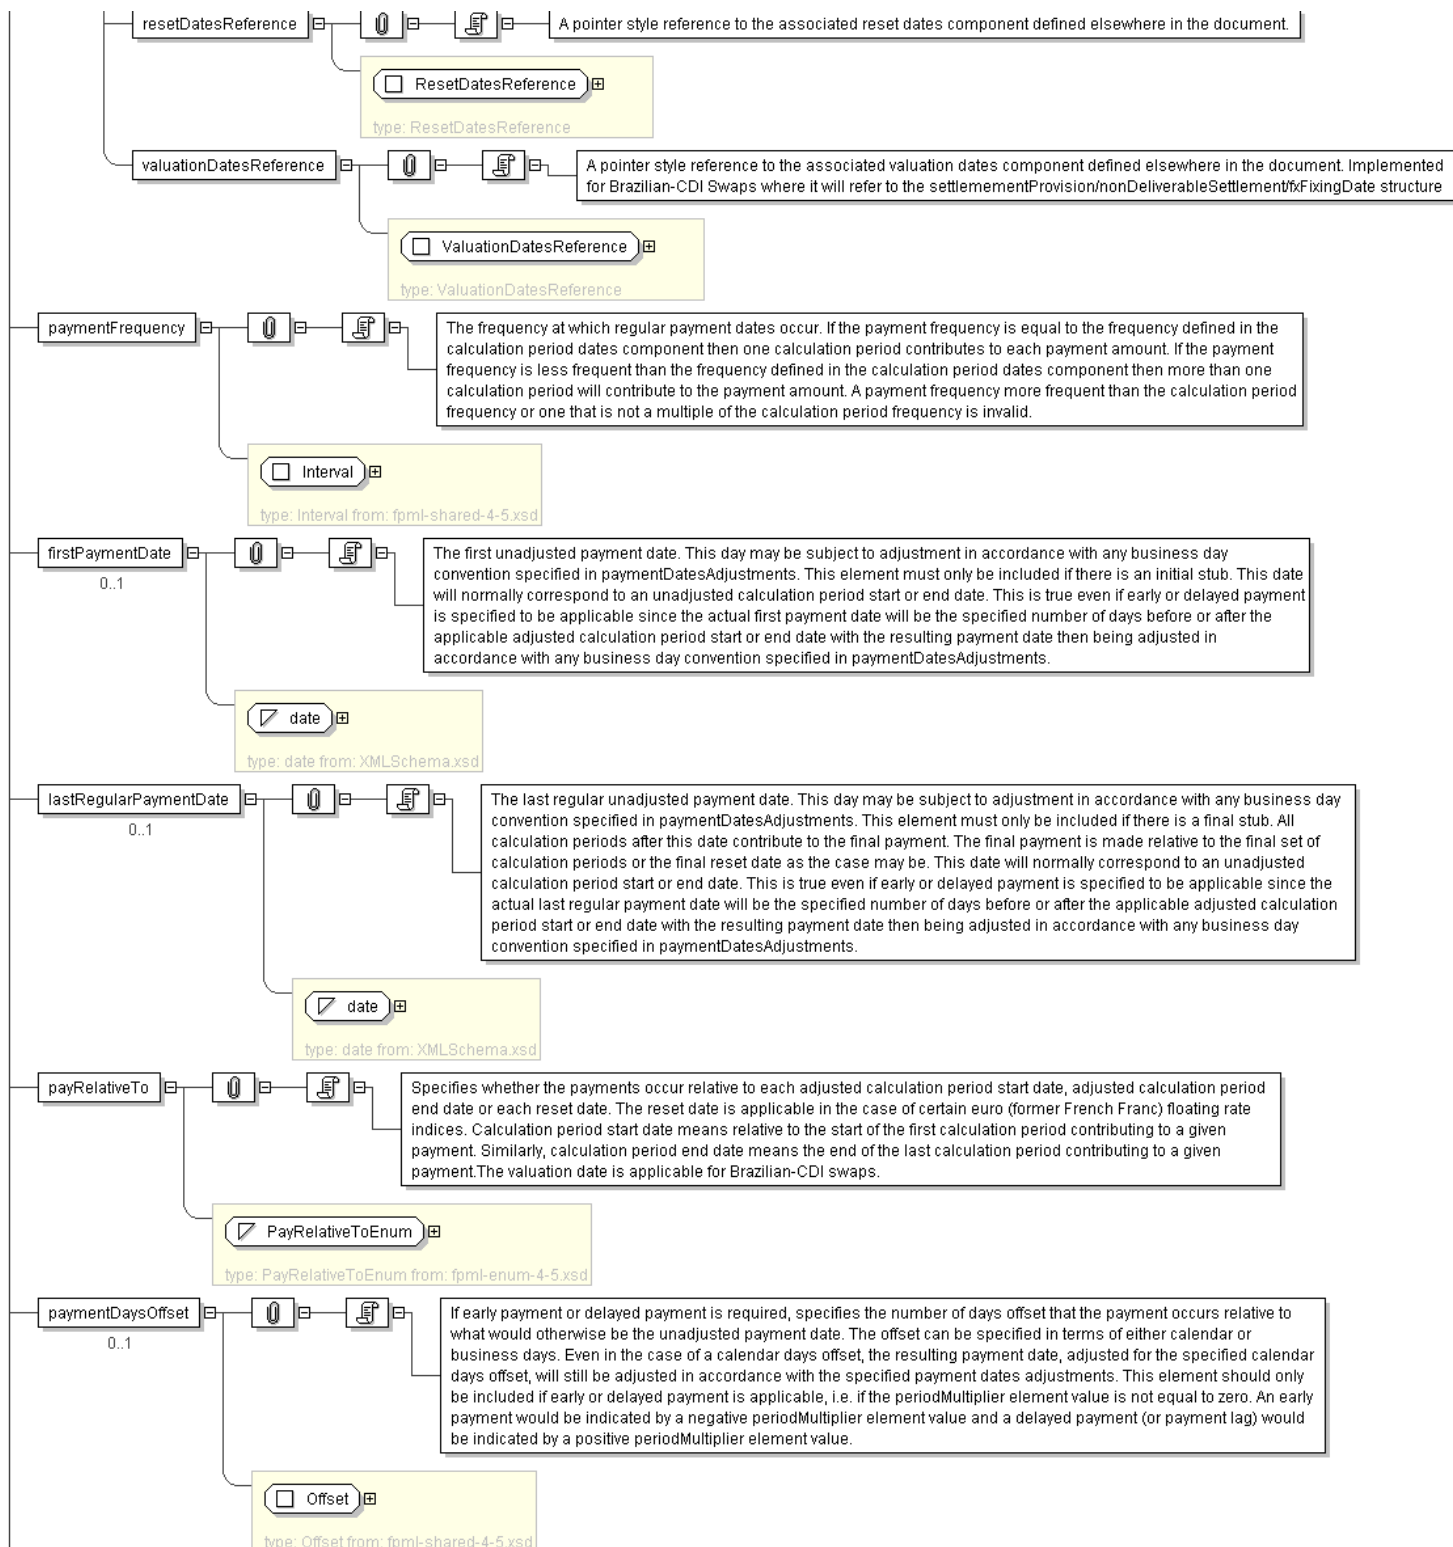 resetDatesReference
A pointer style reference to the associated reset dates component defined elsewhere in the document.
ResetDatesReference
type: ResetDatesReference
valuationDatesReference
A pointer style reference to the associated valuation dates component defined elsewhere in the document. Implemented
for Brazilian-CDI Swaps where it will refer to the settlemementProvision/nonDeliverableSettlement/fxFixingDate structure
ValuationDatesReference
type: ValuationDatesReference
paymentFrequency
The frequency at which regular payment dates occur. If the payment frequency is equal to the frequency defined in the
calculation period dates component then one calculation period contributes to each payment amount. If the payment
frequency is less frequent than the frequency defined in the calculation period dates component then more than one
calculation period will contribute to the payment amount. A payment frequency more frequent than the calculation period
frequency or one that is not a multiple of the calculation period frequency is invalid.
Interval
type: Interval from: fpml-shared-4-5.xsd
firstPaymentDate
0..1
The first unadjusted payment date. This day may be subject to adjustment in accordance with any business day
convention specified in paymentDatesAdjustments. This element must only be included if there is an initial stub. This date
will normally correspond to an unadjusted calculation period start or end date. This is true even if early or delayed payment
is specified to be applicable since the actual first payment date will be the specified number of days before or after the
applicable adjusted calculation period start or end date with the resulting payment date then being adjusted in
accordance with any business day convention specified in paymentDatesAdjustments.
date
type: date from: XMLSchema.xsd
lastRegularPaymentDate
0..1
The last regular unadjusted payment date. This day may be subject to adjustment in accordance with any business day
convention specified in paymentDatesAdjustments. This element must only be included if there is a final stub. All
calculation periods after this date contribute to the final payment. The final payment is made relative to the final set of
calculation periods or the final reset date as the case may be. This date will normally correspond to an unadjusted
calculation period start or end date. This is true even if early or delayed payment is specified to be applicable since the
actual last regular payment date will be the specified number of days before or after the applicable adjusted calculation
period start or end date with the resulting payment date then being adjusted in accordance with any business day
convention specified in paymentDatesAdjustments.
date
type: date from: XMLSchema.xsd
payRelativeTo
Specifies whether the payments occur relative to each adjusted calculation period start date, adjusted calculation period
end date or each reset date. The reset date is applicable in the case of certain euro (former French Franc) floating rate
indices. Calculation period start date means relative to the start of the first calculation period contributing to a given
payment. Similarly, calculation period end date means the end of the last calculation period contributing to a given
payment.The valuation date is applicable for Brazilian-CDI swaps.
PayRelativeToEnum
type: PayRelativeToEnum from: fpml-enum-4-5.xsd
paymentDaysOffset
0..1
If early payment or delayed payment is required, specifies the number of days offset that the payment occurs relative to
what would otherwise be the unadjusted payment date. The offset can be specified in terms of either calendar or
business days. Even in the case of a calendar days offset, the resulting payment date, adjusted for the specified calendar
days offset, will still be adjusted in accordance with the specified payment dates adjustments. This element should only
be included if early or delayed payment is applicable, i.e. if the periodMultiplier element value is not equal to zero. An early
payment would be indicated by a negative periodMultiplier element value and a delayed payment (or payment lag) would
be indicated by a positive periodMultiplier element value.
Offset
type: Offset from: fpml-shared-4-5.xsd